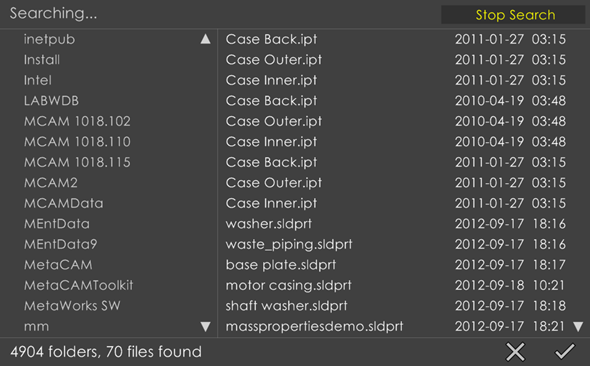 Searching... Stop Search
inetpub Case Back.ipt 2011-01-27 03:15
Install Case Outer.ipt 2011-01-27 03:15
Intel Case Inner.ipt 2011-01-27 03:15
LABWDB Case Back.ipt 2010-04-19 03:48
MCAM 1018.102 Case Outer.ipt 2010-04-19 03:48
MCAM 1018.110 Case Inner.ipt 2010-04-19 03:48
MCAM 1018.115 Case Back.ipt 2011-01-27 03:15
MCAM2 Case Outer.ipt 2011-01-27 03:15
MCAMData Case Inner.ipt 2011-01-27 03:15
MEntData washer.sldprt 2012-09-17 18:16
MEntData9 waste_piping.sldprt 2012-09-17 18:16
MetaCAM base plate.sldprt 2012-09-17 18:17
MetaCAMToolkit motor casing.sldprt 2012-09-18 10:21
MetaWorks SW shaft washer.sldprt 2012-09-17 18:18
mm masspropertiesdemo.sldprt 2012-09-17 18:21
4904 folders, 70 files found